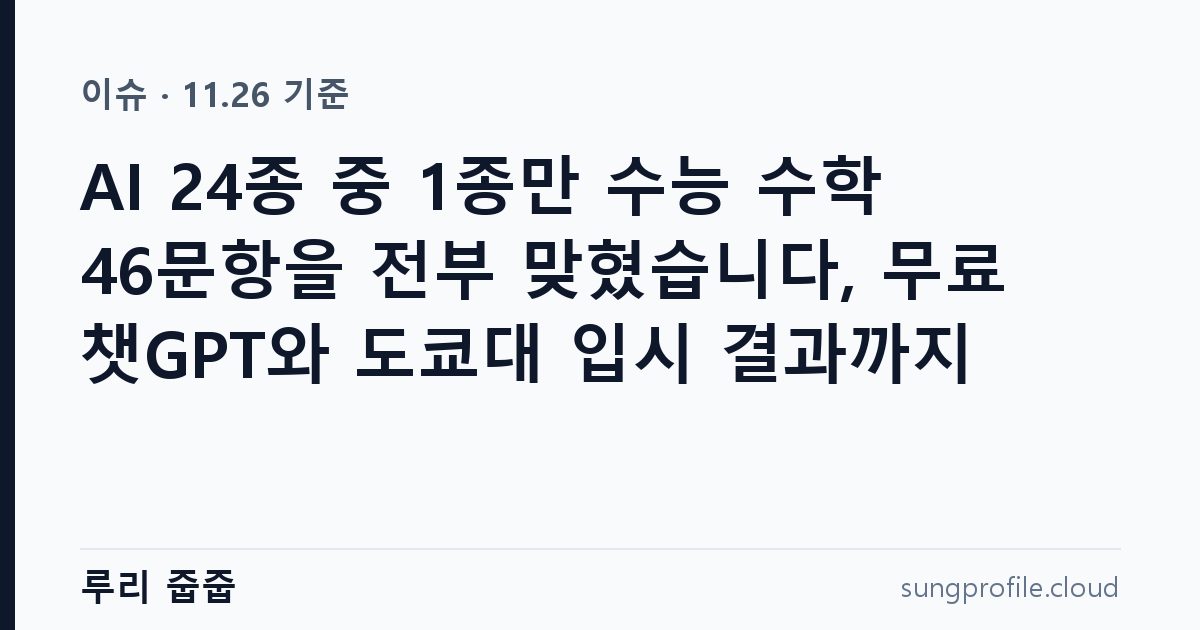 이슈 · 11.26 기준
AI 24종 중 1종만 수능 수학
46문항을 전부 맞혔습니다, 무료
챗GPT와 도쿄대 입시 결과까지
루리 줍줍
sungprofile.cloud